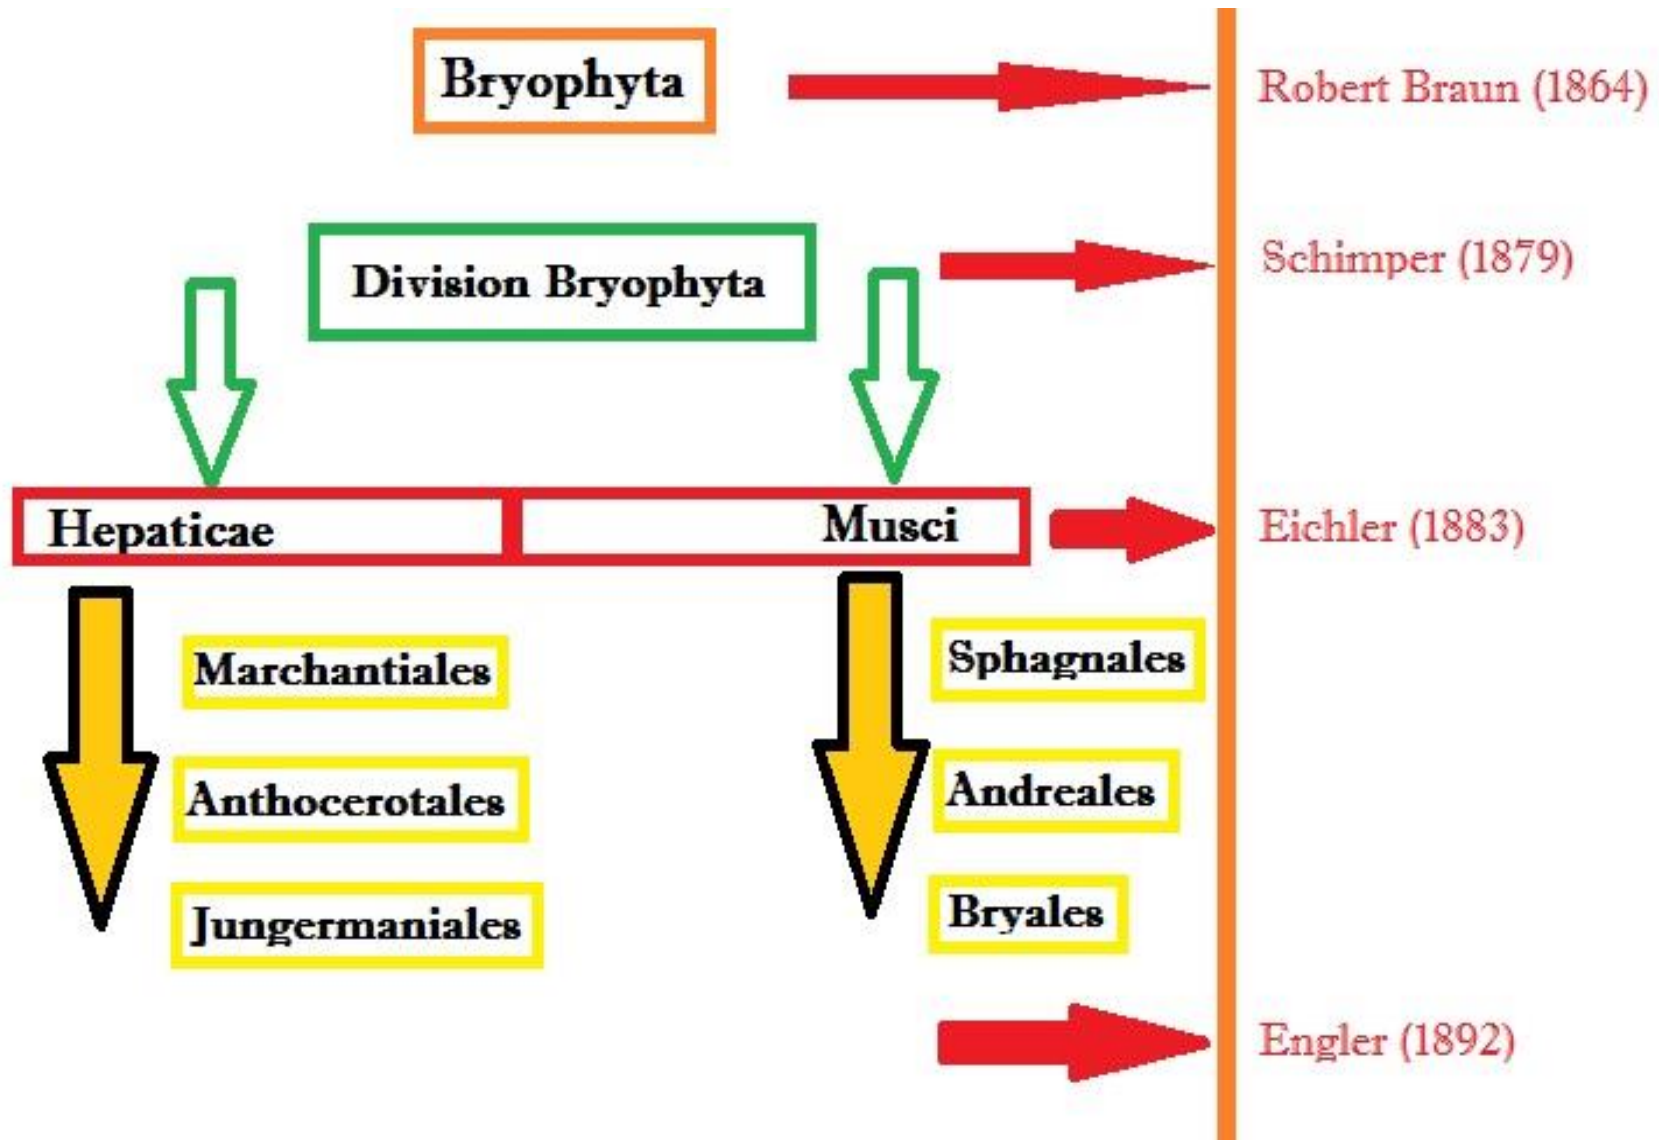 Bryophyta
Robert Braun (1864)
Division Bryophyta
Schimper (1879)
Hepaticae
Musci
Eichler (1883)
Marchantiales
Sphagnales
Anthocerotales
Andreales
Jungermaniales
Bryales
Engler (1892)